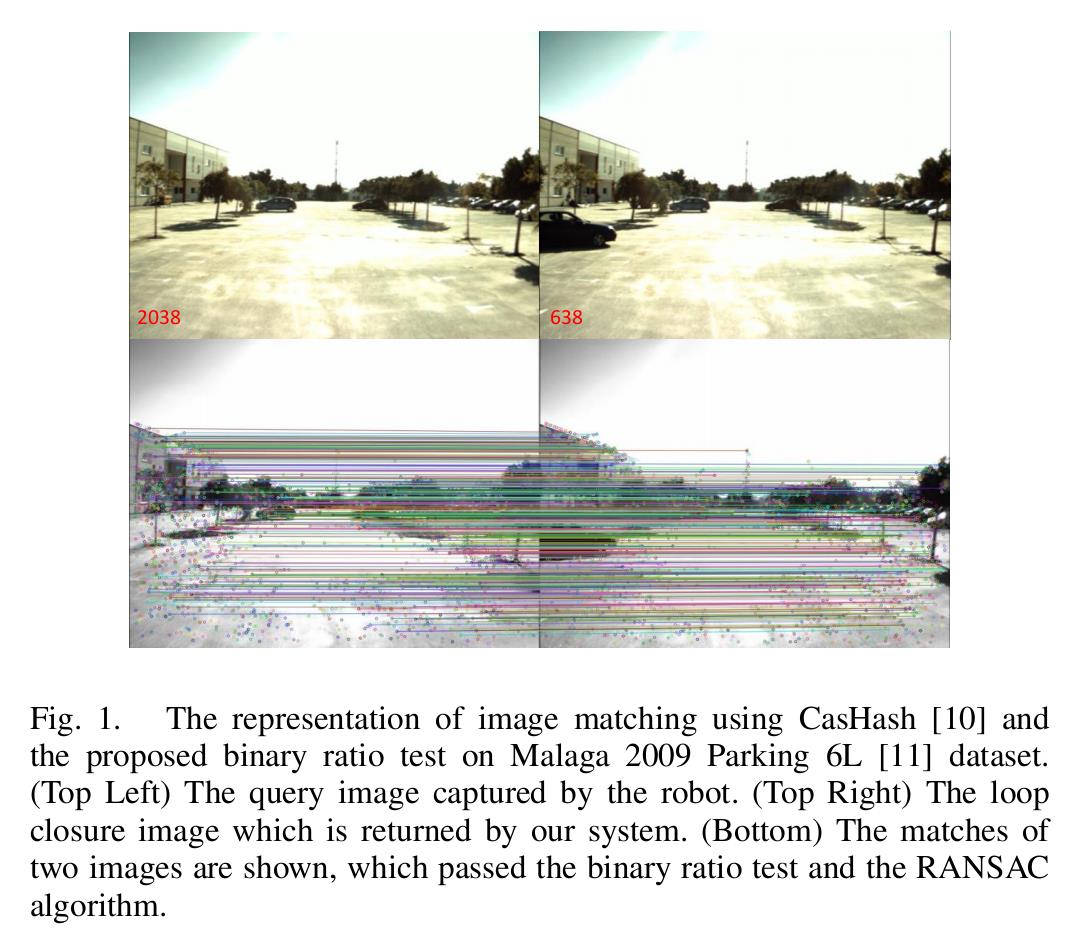 2038
638
Fig. 1. The representation of image matching using CasHash [10] and
the proposed binary ratio test on Malaga 2009 Parking 6L [11] dataset.
(Top Left) The query image captured by the robot. (Top Right) The loop
closure image which is returned by our system. (Bottom) The matches of
two images are shown, which passed the binary ratio test and the RANSAC
algorithm.